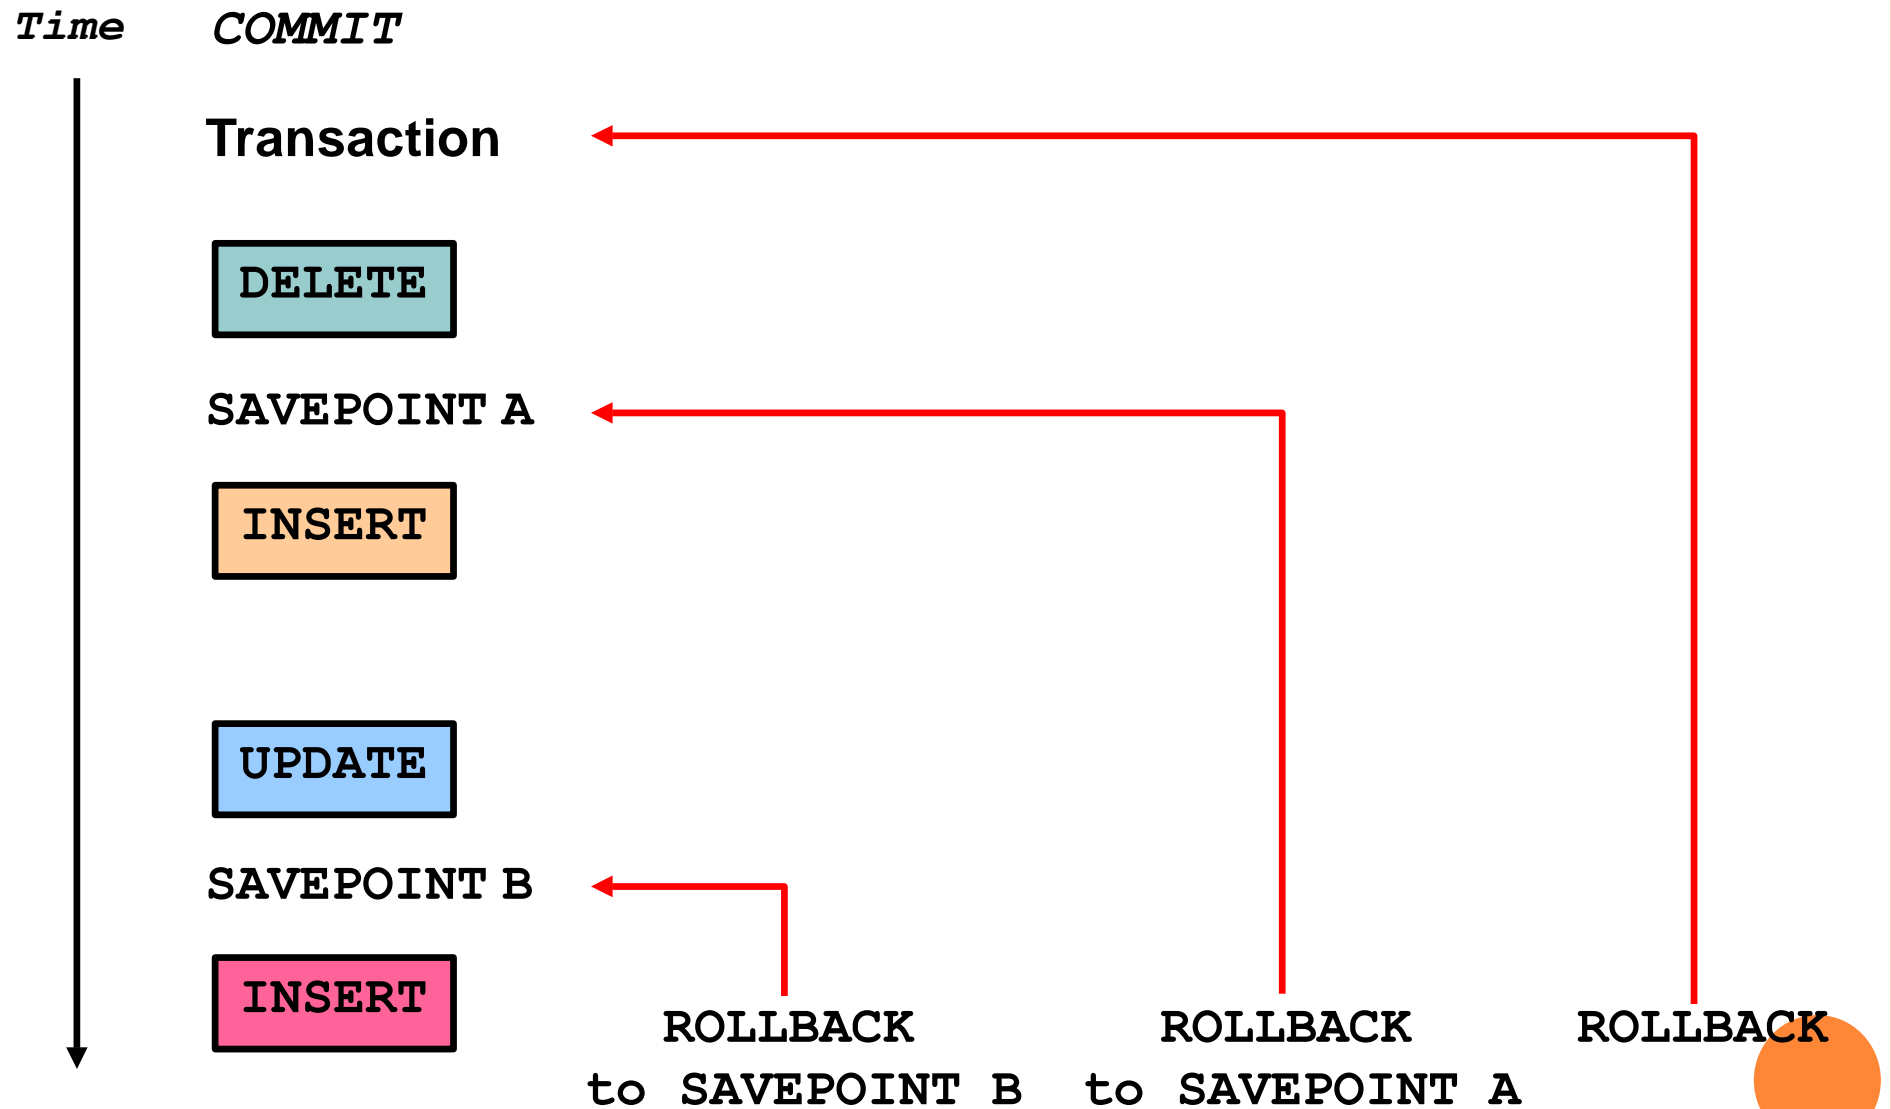 Time COMMIT
Transaction
DELETE
SAVEPOINT A
INSERT
UPDATE
SAVEPOINT B
INSERT
ROLLBACK
to SAVEPOINT B
ROLLBACK
to SAVEPOINT A
ROLLBACK